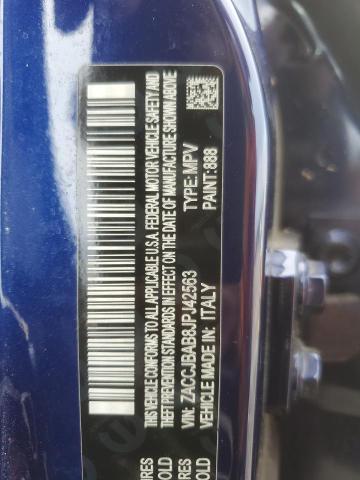 THIS VEHICLE CONFORMS TO ALL APPLICABLE U.S.A. FEDERAL MOTOR VEHICLE SAFETY AND
THEFT PREVENTION STANDARDS IN EFFECT ON THE DATE OF MANUFACTURE SHOWN ABOVE
VIN: ZACCJBAB8JPJ42563 TYPE: MPV
VEHICLE MADE IN: ITALY PAINT: 888